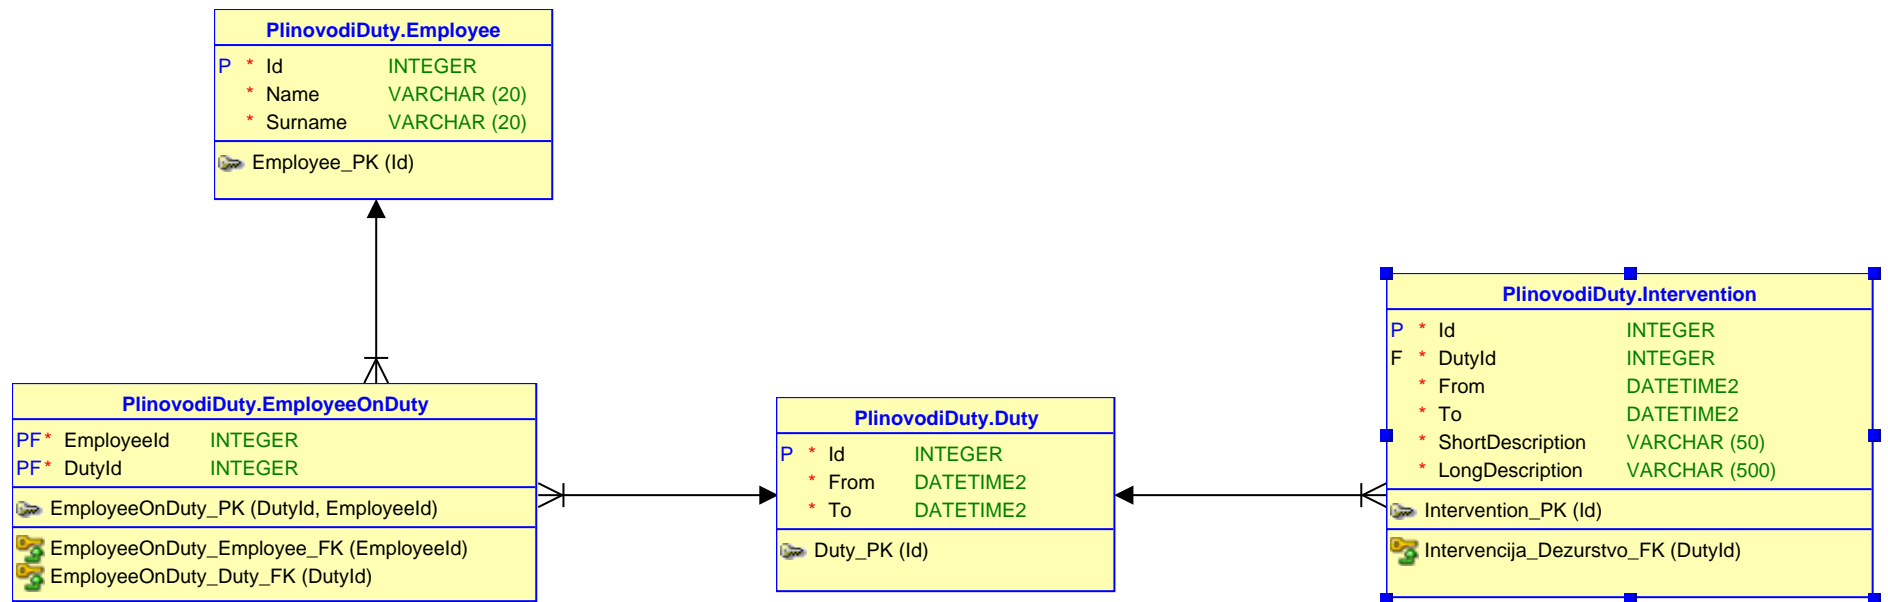 PlinovodiDuty.Employee
P * Id INTEGER
* Name VARCHAR (20)
* Surname VARCHAR (20)
Employee_PK (Id)
PlinovodiDuty.EmployeeOnDuty
PF* EmployeeId INTEGER
PF* DutyId INTEGER
EmployeeOnDuty_PK (DutyId, EmployeeId)
EmployeeOnDuty_Employee_FK (EmployeeId)
EmployeeOnDuty_Duty_FK (DutyId)
PlinovodiDuty.Duty
P * Id INTEGER
* From DATETIME2
* To DATETIME2
Duty_PK (Id)
PlinovodiDuty.Intervention
P * Id INTEGER
F * DutyId INTEGER
* From DATETIME2
* To DATETIME2
* ShortDescription VARCHAR (50)
* LongDescription VARCHAR (500)
Intervention_PK (Id)
Intervencija_Dezurstvo_FK (DutyId)